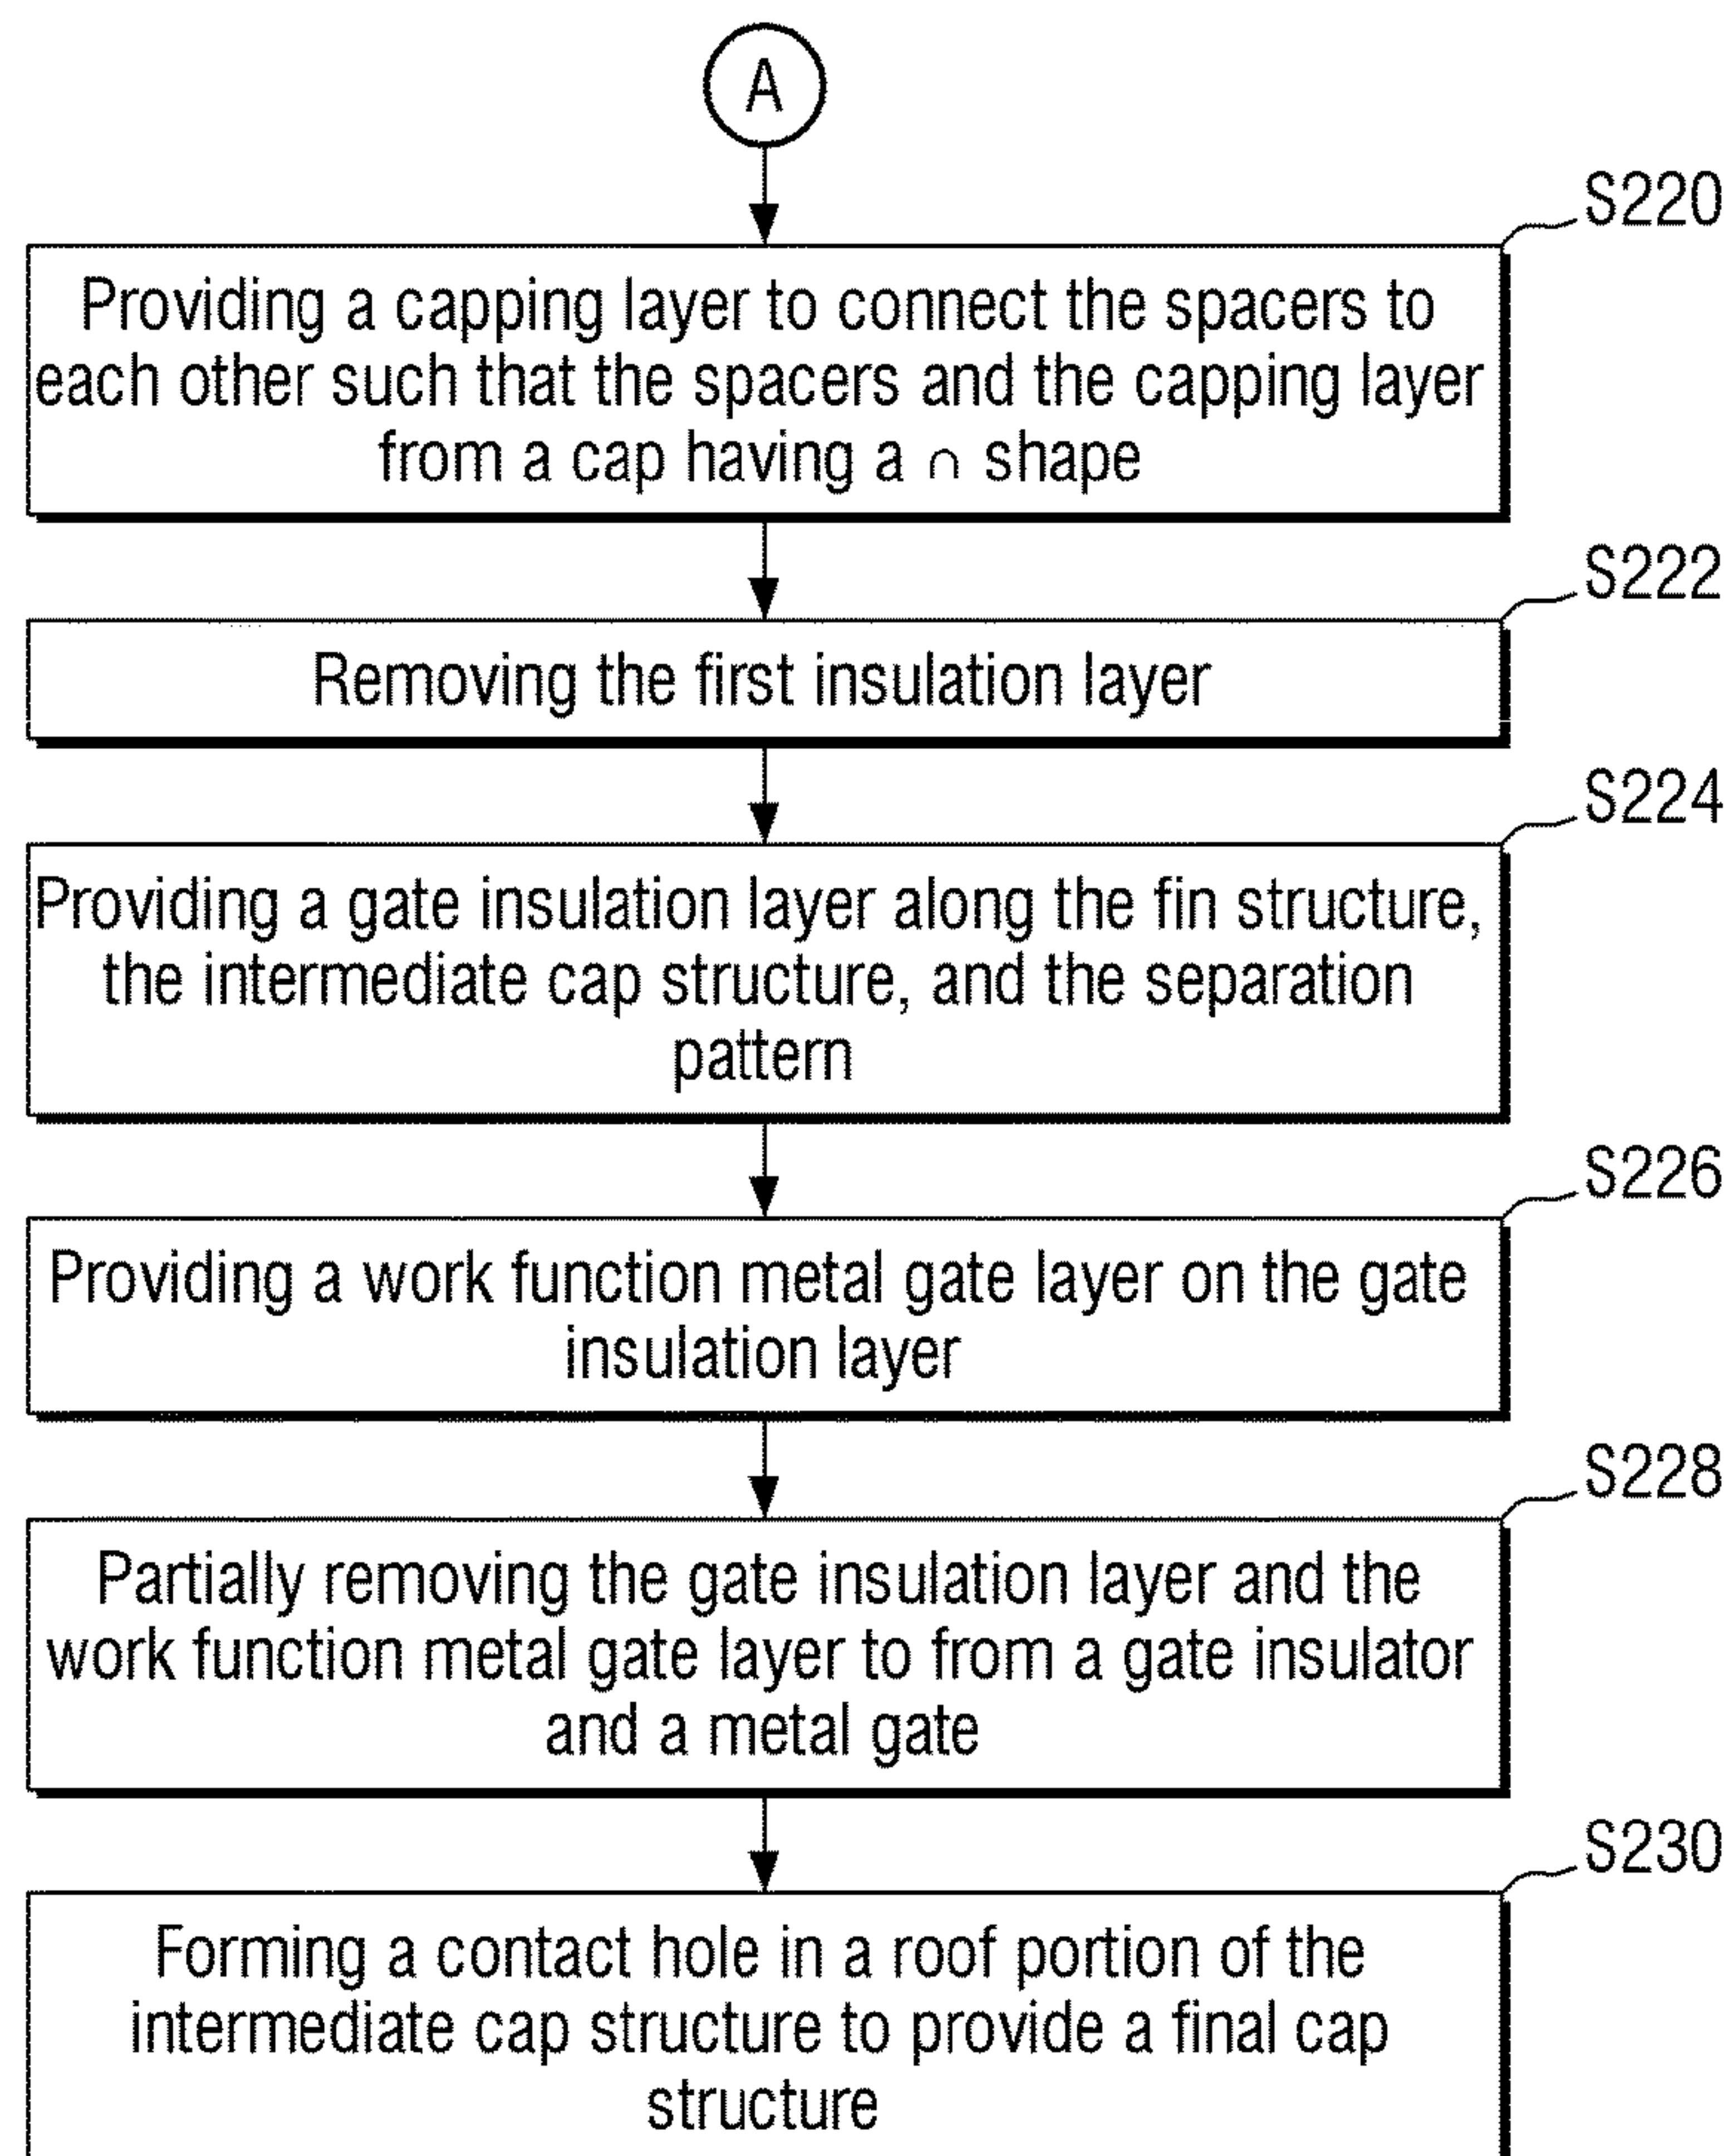 A
S220
Providing a capping layer to connect the spacers to
each other such that the spacers and the capping layer
from a cap having a ∩ shape
S222
Removing the first insulation layer
S224
Providing a gate insulation layer along the fin structure,
the intermediate cap structure, and the separation
pattern
S226
Providing a work function metal gate layer on the gate
insulation layer
S228
Partially removing the gate insulation layer and the
work function metal gate layer to from a gate insulator
and a metal gate
S230
Forming a contact hole in a roof portion of the
intermediate cap structure to provide a final cap
structure